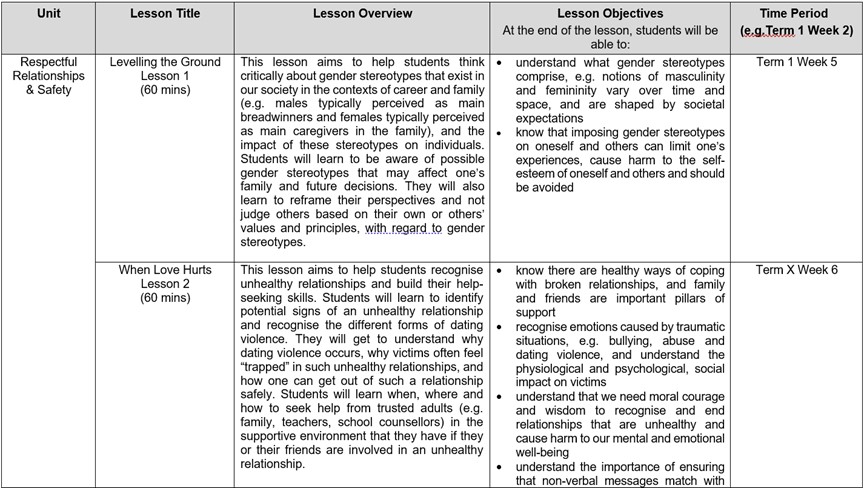 Unit
Lesson Title
Lesson Overview
Lesson Objectives
At the end of the lesson, students will be
able to:
Time Period
(e.g.Term 1 Week 2)
Respectful
Relationships
& Safety
Levelling the Ground
Lesson 1
(60 mins)
This lesson aims to help students think
critically about gender stereotypes that exist in
our society in the contexts of career and family
(e.g. males typically perceived as main
breadwinners and females typically perceived
as main caregivers in the family), and the
impact of these stereotypes on individuals.
Students will learn to be aware of possible
gender stereotypes that may affect one's
family and future decisions. They will also
learn to reframe their perspectives and not
judge others based on their own or others'
values and principles, with regard to gender
stereotypes.
• understand what gender stereotypes
comprise, e.g. notions of masculinity
and femininity vary over time and
space, and are shaped by societal
expectations
• know that imposing gender stereotypes
on oneself and others can limit one's
experiences, cause harm to the self-
esteem of oneself and others and should
be avoided
Term 1 Week 5
When Love Hurts
Lesson 2
(60 mins)
This lesson aims to help students recognise
unhealthy relationships and build their help-
seeking skills. Students will learn to identify
potential signs of an unhealthy relationship
and recognise the different forms of dating
violence. They will get to understand why
dating violence occurs, why victims often feel
“trapped” in such unhealthy relationships, and
how one can get out of such a relationship
safely. Students will learn when, where and
how to seek help from trusted adults (e.g.
family, teachers, school counsellors) in the
supportive environment that they have if they
or their friends are involved in an unhealthy
relationship.
• know there are healthy ways of coping
with broken relationships, and family
and friends are important pillars of
support
• recognise emotions caused by traumatic
situations, e.g. bullying, abuse and
dating violence, and understand the
physiological and psychological, social
impact on victims
• understand that we need moral courage
and wisdom to recognise and end
relationships that are unhealthy and
cause harm to our mental and emotional
well-being
• understand the importance of ensuring
that non-verbal messages match with
Term X Week 6